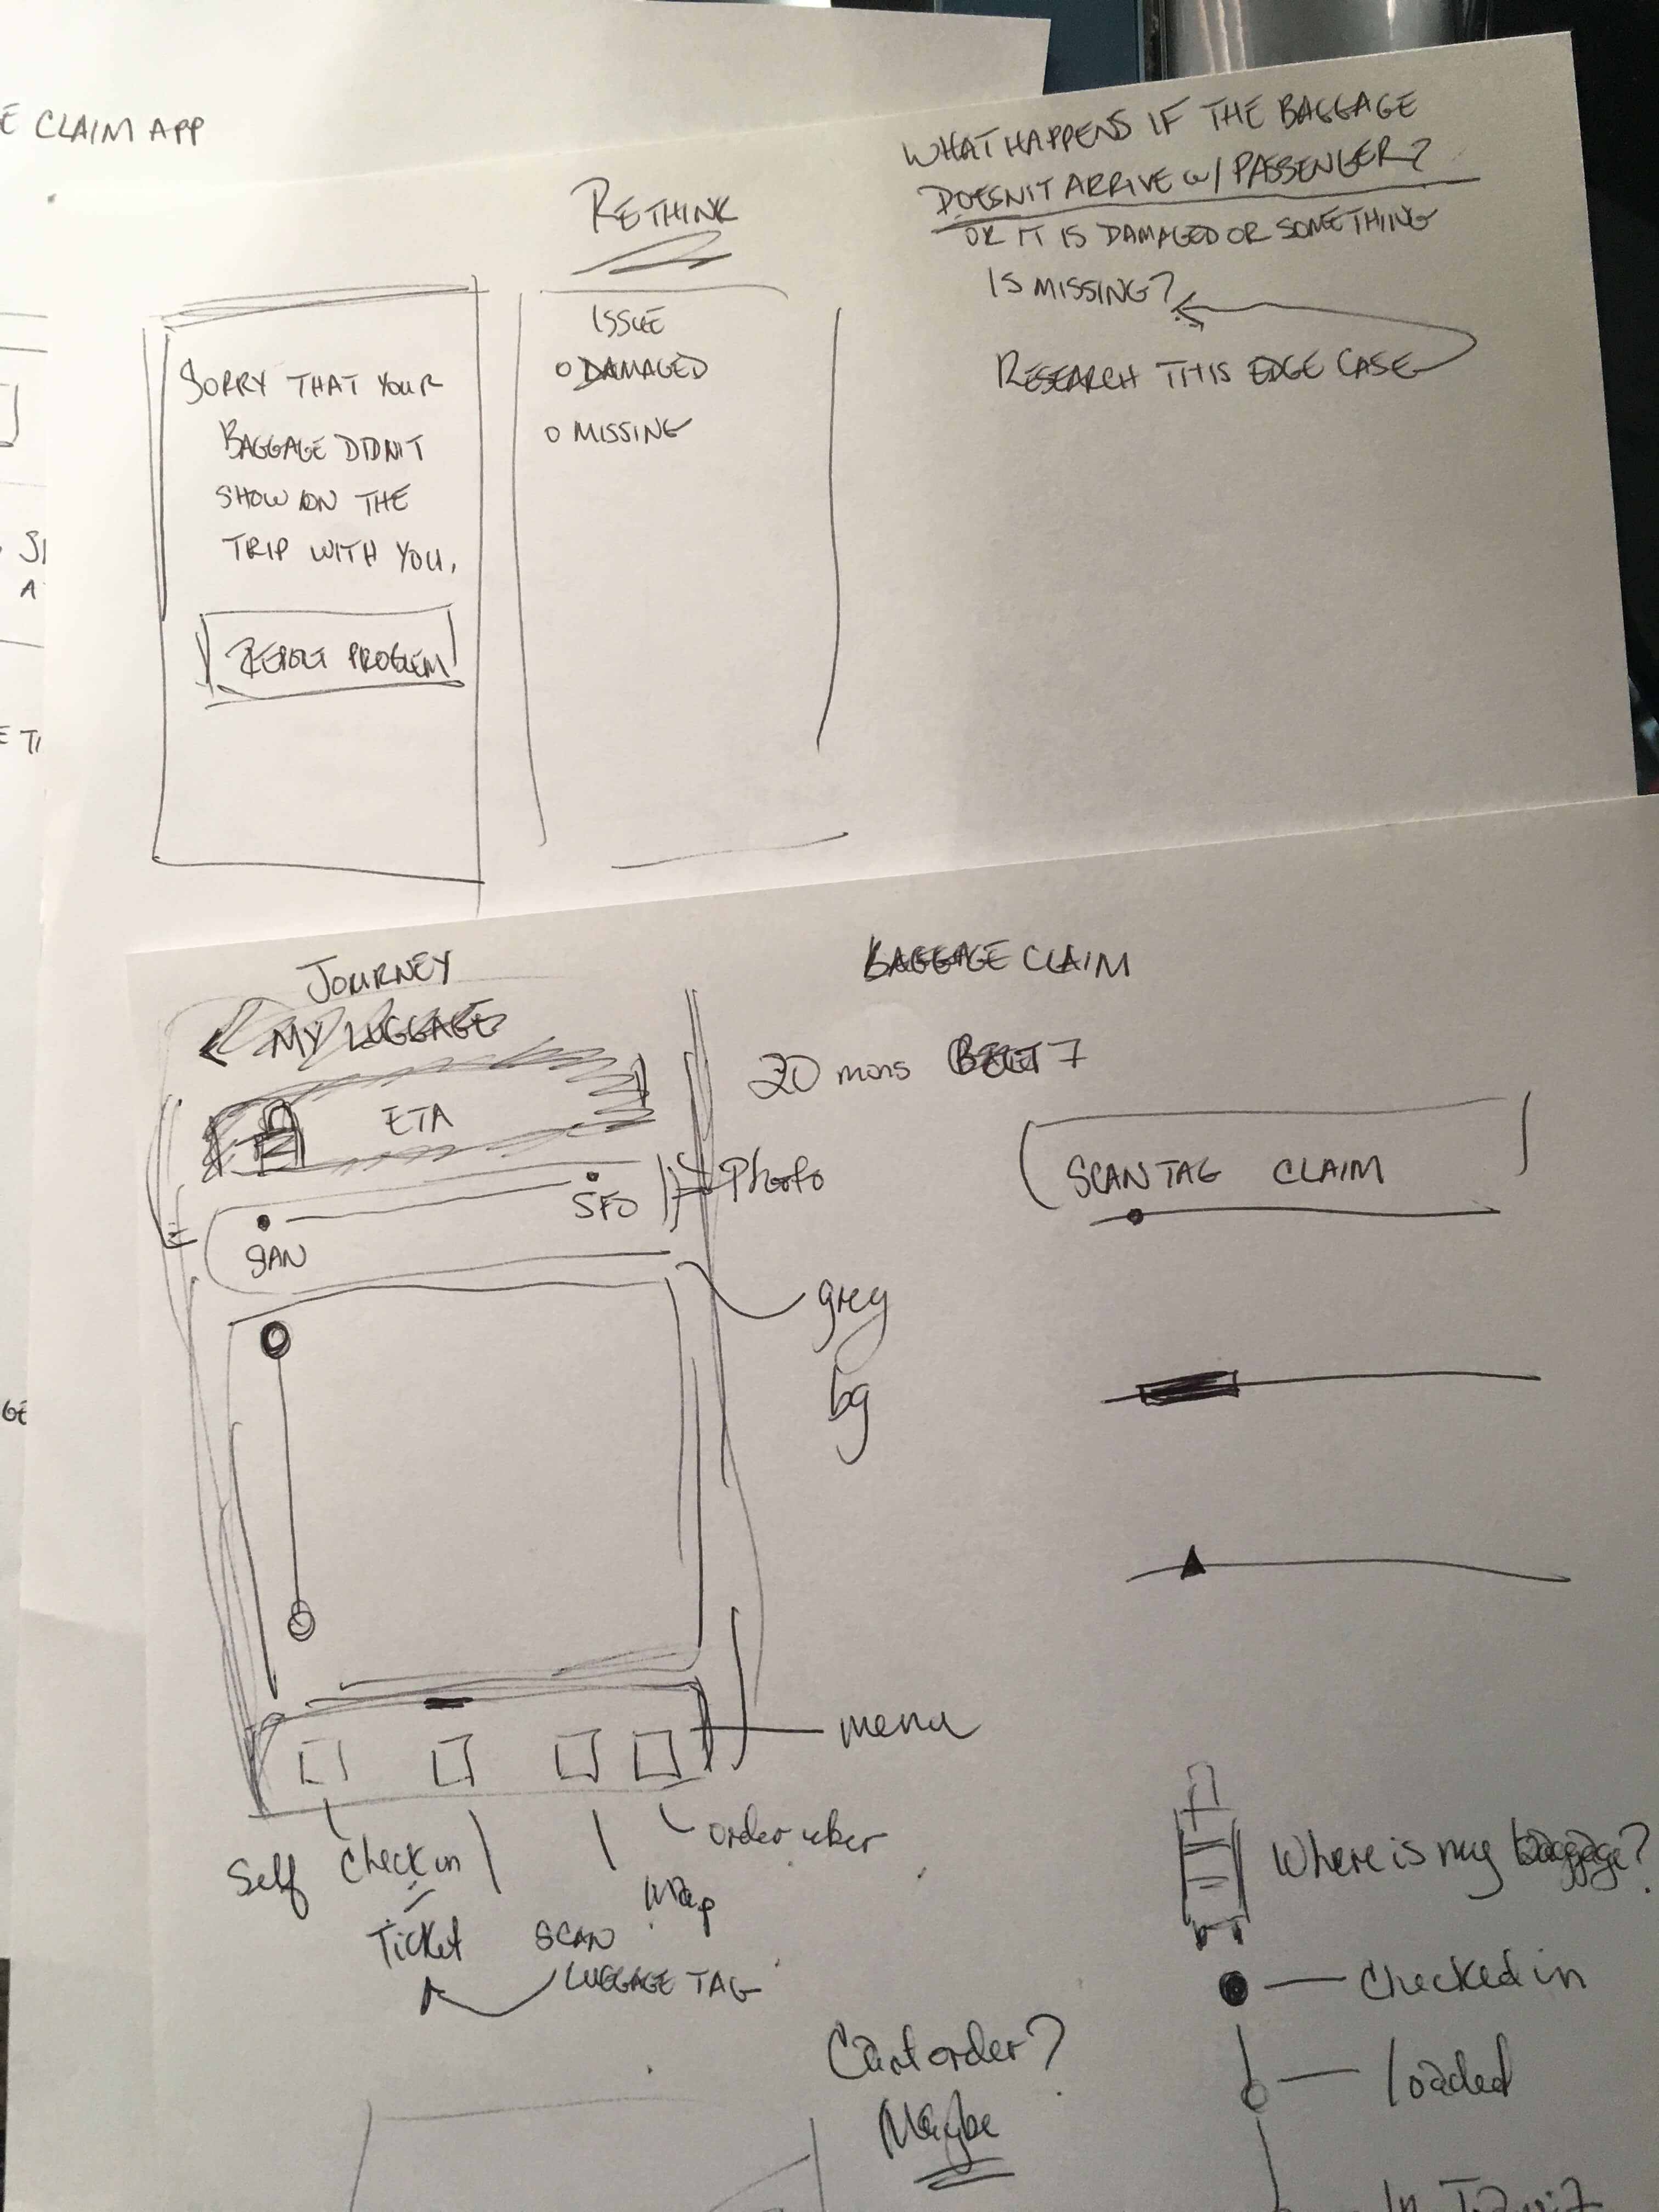 E CLAIM APP
RETHINK
WHAT HAPPENS IF THE BAGGAGE
DOESN'T ARRIVE W/ PASSENGER?
OR IT IS DAMAGED OR SOMETHING
IS MISSING?
RESEARCH THIS EDGE CASE
SORRY THAT YOUR
BAGGAGE DIDN'T
SHOW ON THE
TRIP WITH YOU.
REPORT PROBLEM
ISSUE
O DAMAGED
O MISSING
A
E TI
GE
JOURNEY
MY LUGGAGE
ETA
SAN
SFO
Photo
grey
bg
menu
Self Check in
Ticket
SCAN
LUGGAGE TAG
Map
order uber
BAGGAGE CLAIM
20 mins BELT 7
SCAN TAG CLAIM
Where is my baggage?
Checked in
loaded
In Transit
Cart order?
Maybe